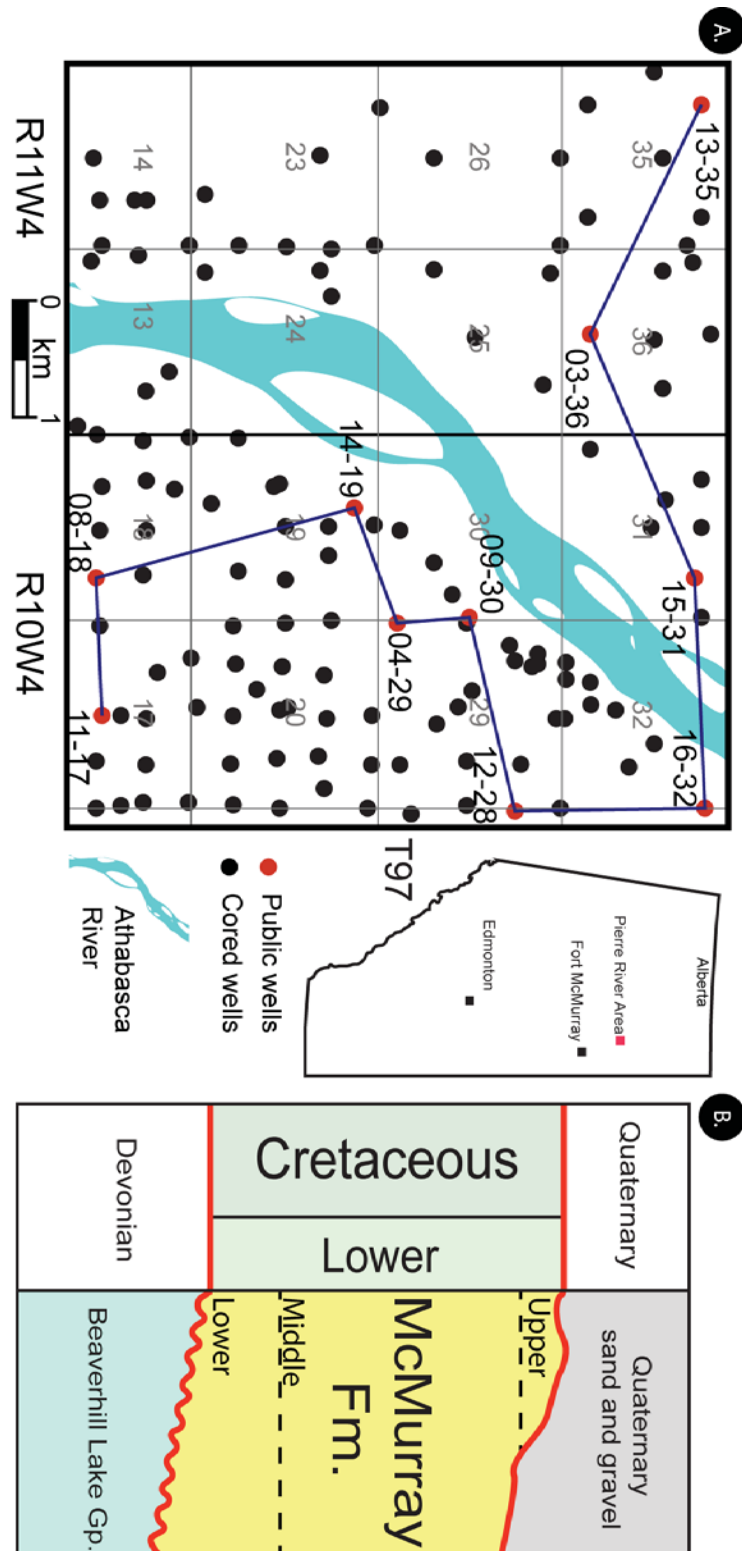 A.
13-35
03-36
15-31
16-32
12-28
09-30
04-29
14-19
08-18
11-17
35
36
31
32
26
25
30
29
23
24
19
20
14
13
18
17
R11W4
R10W4
T97
0
1
km
Public wells
Cored wells
Athabasca
River
Alberta
Pierre River Area
Fort McMurray
Edmonton
B.
Quaternary
Quaternary
sand and gravel
Cretaceous
Lower
Upper
McMurray
Fm.
Middle
Lower
Devonian
Beaverhill Lake Gp.